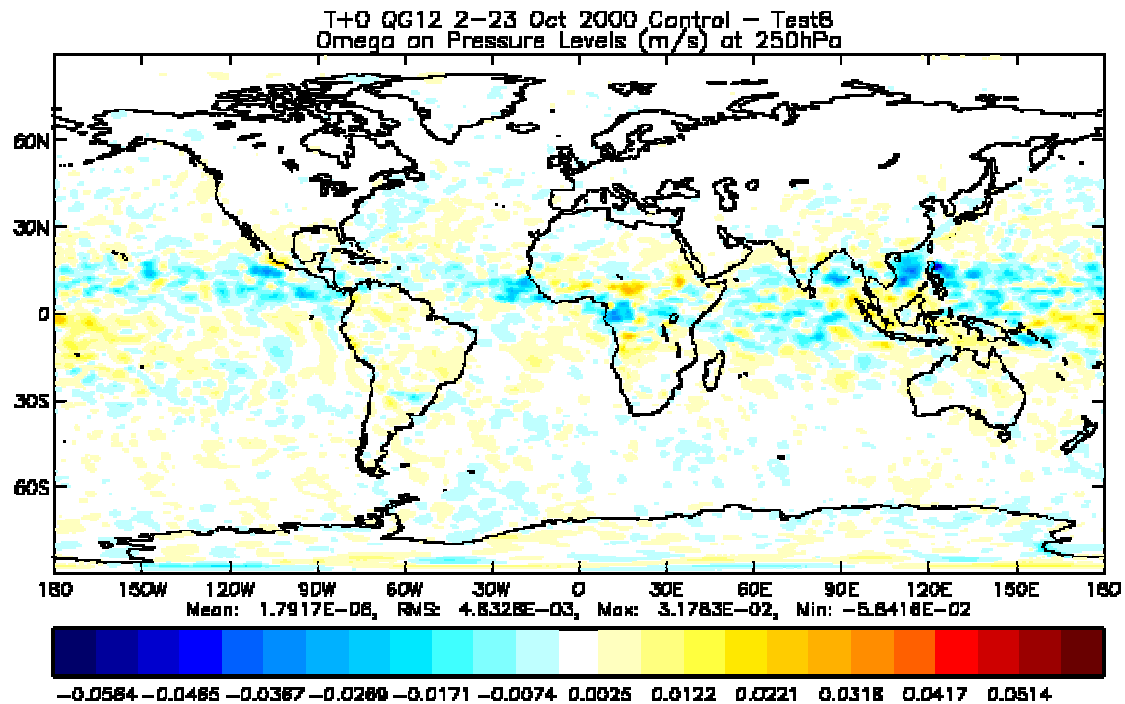 T+0 QG12 2-23 Oct 2000 Control - Test6
Omega on Pressure Levels (m/s) at 250hPa
60N
30N
0
30S
60S
180 150W 120W 90W 60W 30W 0 30E 60E 90E 120E 150E 180
Mean: 1.7917E-06, RMS: 4.6328E-03, Max: 3.1763E-02, Min: -5.6416E-02
-0.0564 -0.0465 -0.0367 -0.0269 -0.0171 -0.0074 0.0025 0.0122 0.0221 0.0318 0.0417 0.0514